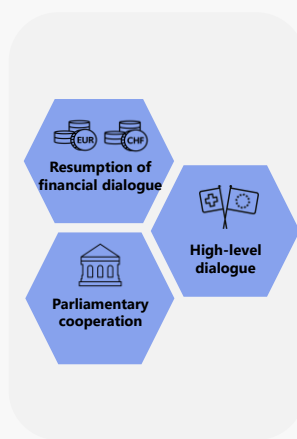 EUR
CHF
Resumption of
financial dialogue
High-level
dialogue
Parliamentary
cooperation